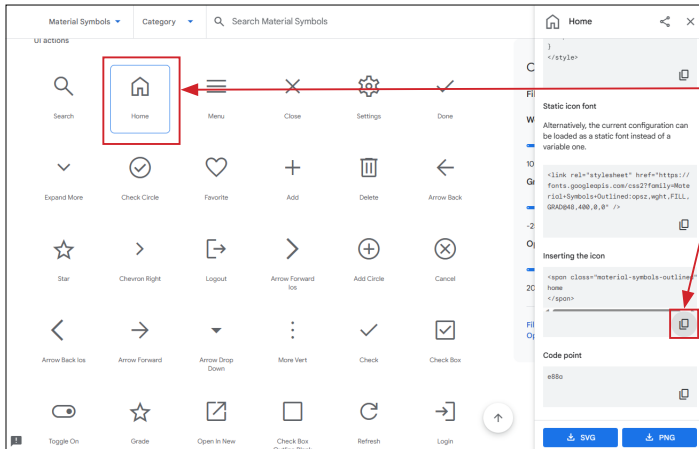 Material Symbols
Category
Search Material Symbols
UI actions
Search
Home
Menu
Close
Settings
Done
Expand More
Check Circle
Favorite
Add
Delete
Arrow Back
Star
Chevron Right
Logout
Arrow Forward
Ios
Add Circle
Cancel
Arrow Back Ios
Arrow Forward
Arrow Drop
Down
More Vert
Check
Check Box
Toggle On
Grade
Open In New
Check Box
Outline Blank
Refresh
Login
Home
}
</style>
Static icon font
Alternatively, the current configuration can
be loaded as a static font instead of a
variable one.
<link rel="stylesheet" href="https://
fonts.googleapis.com/css2?family=Mate
rial+Symbols+Outlined:opsz,wght,FILL,
GRAD@48,400,0,0" />
Inserting the icon
<span class="material-symbols-outlined"
home
</span>
Code point
e88a
SVG
PNG